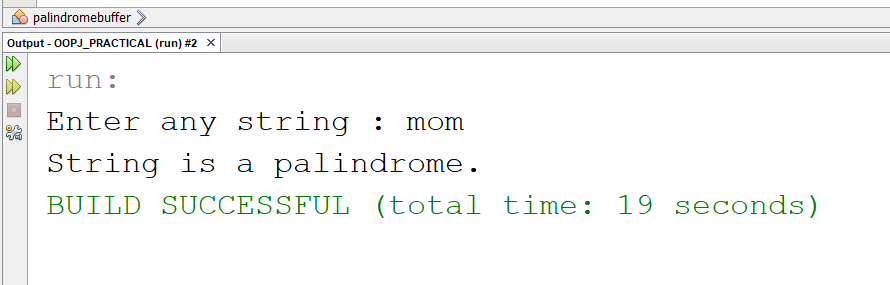 palindromebuffer
Output - OOPJ_PRACTICAL (run) #2
run:
Enter any string : mom
String is a palindrome.
BUILD SUCCESSFUL (total time: 19 seconds)